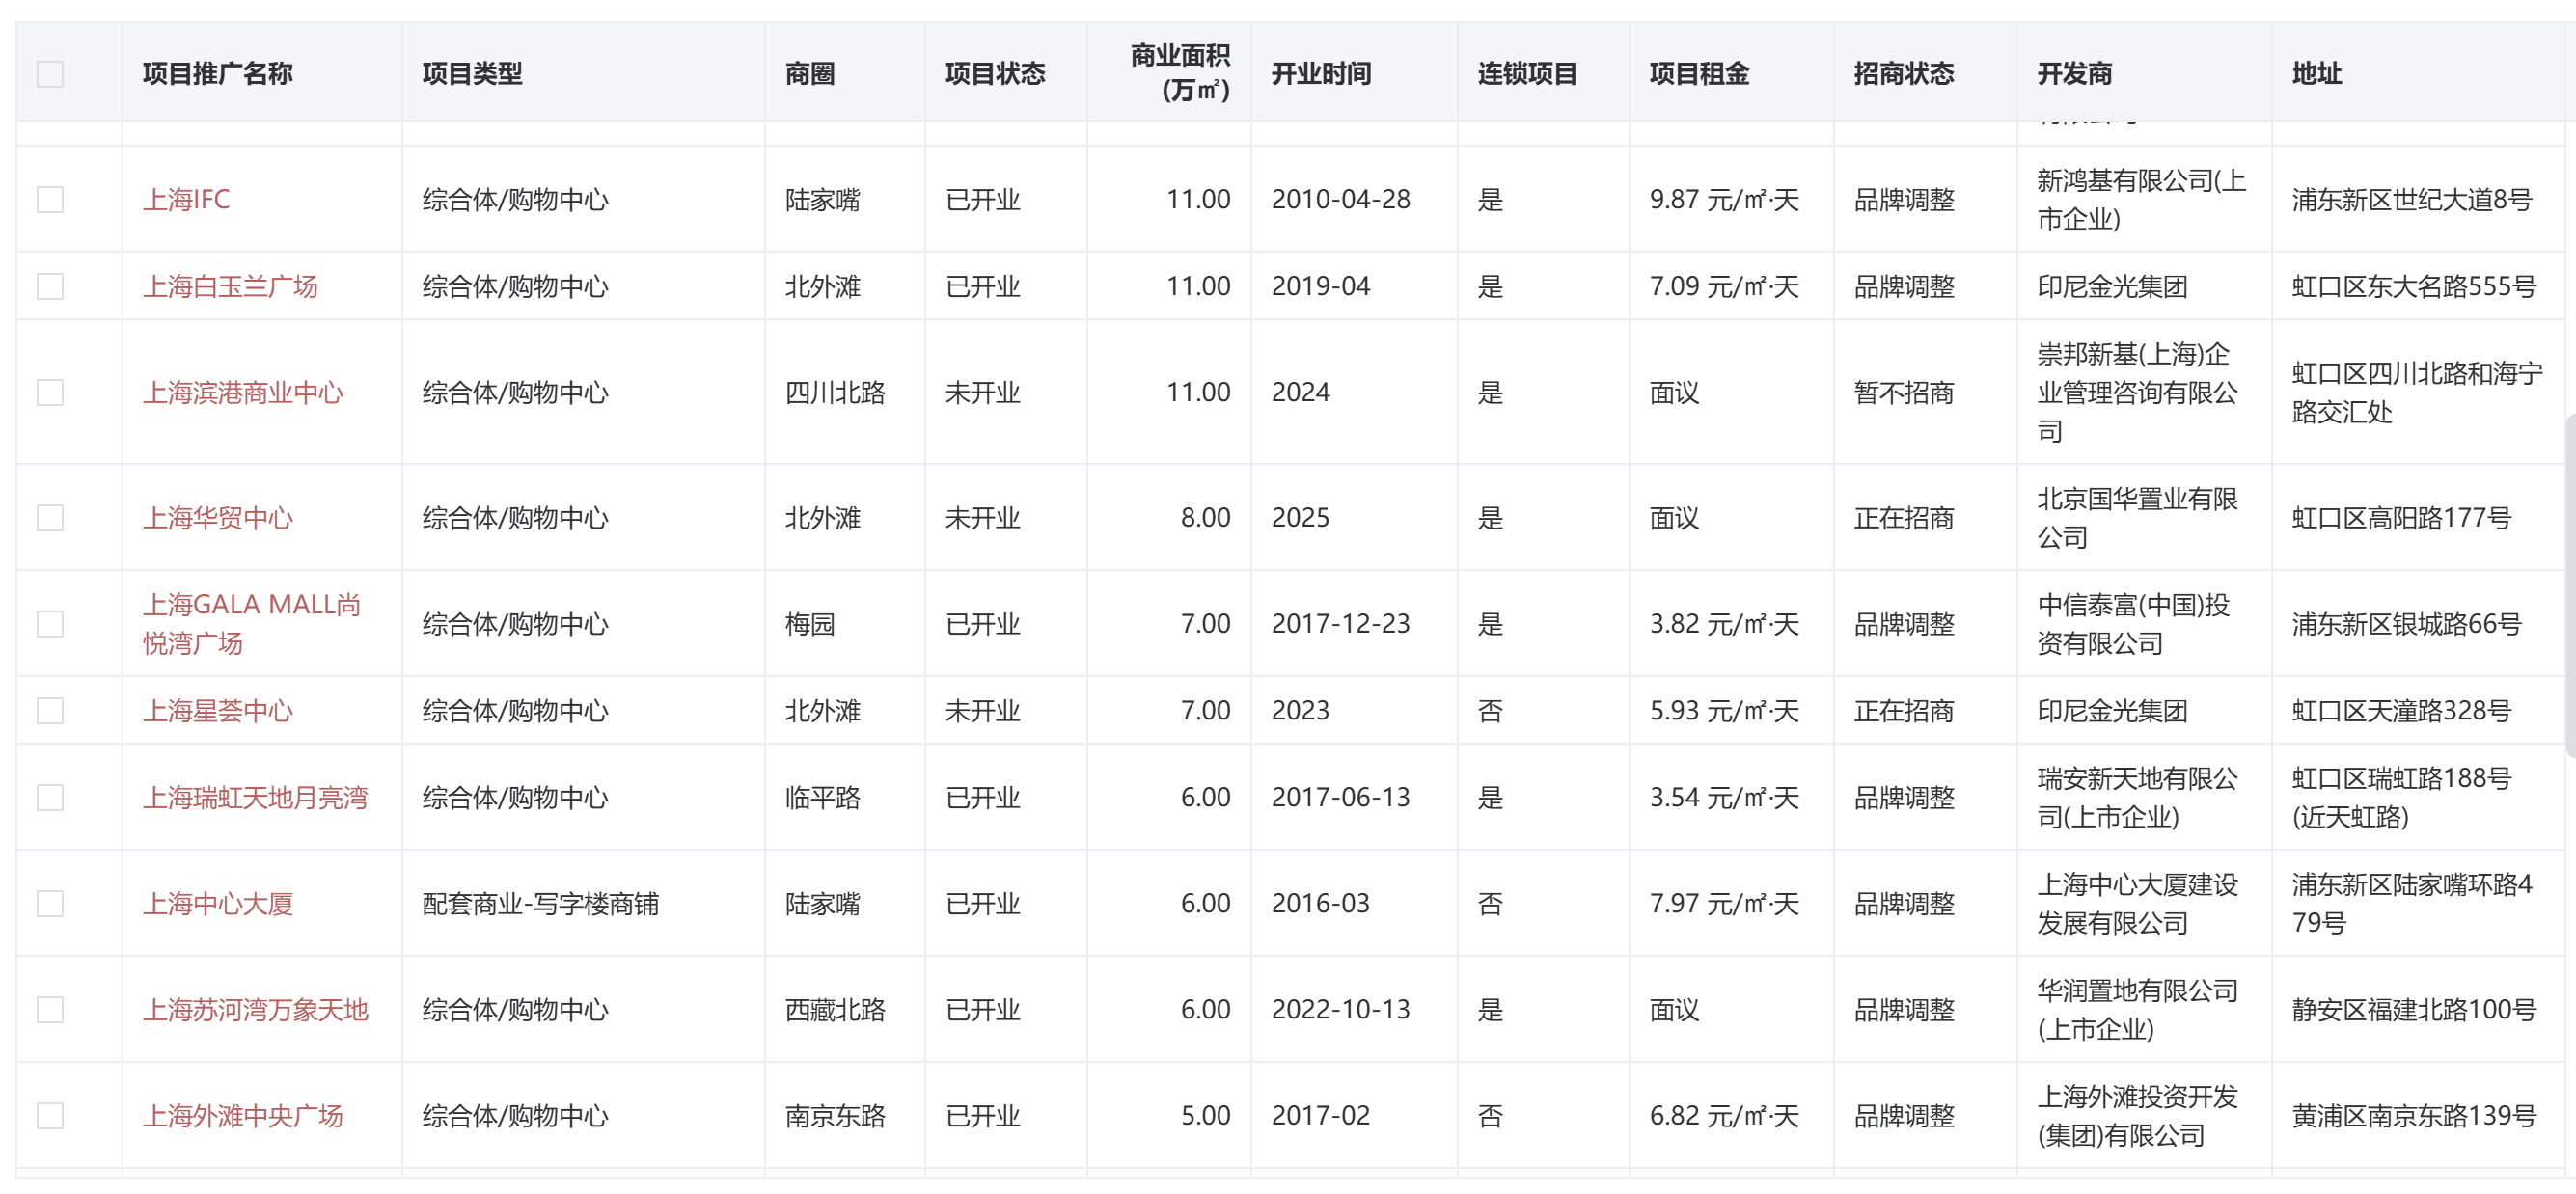 项目推广名称 项目类型 商圈 项目状态 商业面积 (万㎡) 开业时间 连锁项目 项目租金 招商状态 开发商 地址
上海IFC 综合体/购物中心 陆家嘴 已开业 11.00 2010-04-28 是 9.87 元/㎡·天 品牌调整 新鸿基有限公司(上市企业) 浦东新区世纪大道8号
上海白玉兰广场 综合体/购物中心 北外滩 已开业 11.00 2019-04 是 7.09 元/㎡·天 品牌调整 印尼金光集团 虹口区东大名路555号
上海滨港商业中心 综合体/购物中心 四川北路 未开业 11.00 2024 是 面议 暂不招商 崇邦新基(上海)企业管理咨询有限公司 虹口区四川北路和海宁路交汇处
上海华贸中心 综合体/购物中心 北外滩 未开业 8.00 2025 是 面议 正在招商 北京国华置业有限公司 虹口区高阳路177号
上海GALA MALL尚悦湾广场 综合体/购物中心 梅园 已开业 7.00 2017-12-23 是 3.82 元/㎡·天 品牌调整 中信泰富(中国)投资有限公司 浦东新区银城路66号
上海星荟中心 综合体/购物中心 北外滩 未开业 7.00 2023 否 5.93 元/㎡·天 正在招商 印尼金光集团 虹口区天潼路328号
上海瑞虹天地月亮湾 综合体/购物中心 临平路 已开业 6.00 2017-06-13 是 3.54 元/㎡·天 品牌调整 瑞安新天地有限公司(上市企业) 虹口区瑞虹路188号(近天虹路)
上海中心大厦 配套商业-写字楼商铺 陆家嘴 已开业 6.00 2016-03 否 7.97 元/㎡·天 品牌调整 上海中心大厦建设发展有限公司 浦东新区陆家嘴环路479号
上海苏河湾万象天地 综合体/购物中心 西藏北路 已开业 6.00 2022-10-13 是 面议 品牌调整 华润置地有限公司(上市企业) 静安区福建北路100号
上海外滩中央广场 综合体/购物中心 南京东路 已开业 5.00 2017-02 否 6.82 元/㎡·天 品牌调整 上海外滩投资开发(集团)有限公司 黄浦区南京东路139号